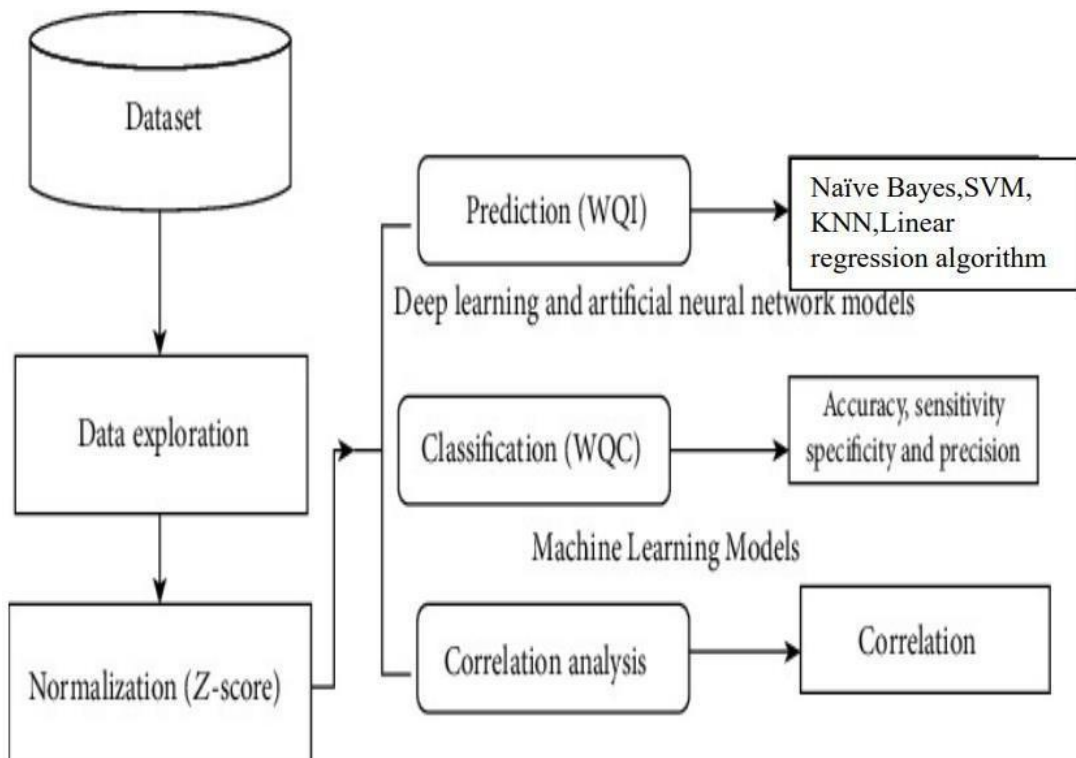 Dataset
Data exploration
Normalization (Z-score)
Prediction (WQI)
Naïve Bayes,SVM,
KNN,Linear
regression algorithm
Deep learning and artificial neural network models
Classification (WQC)
Accuracy, sensitivity
specificity and precision
Machine Learning Models
Correlation analysis
Correlation